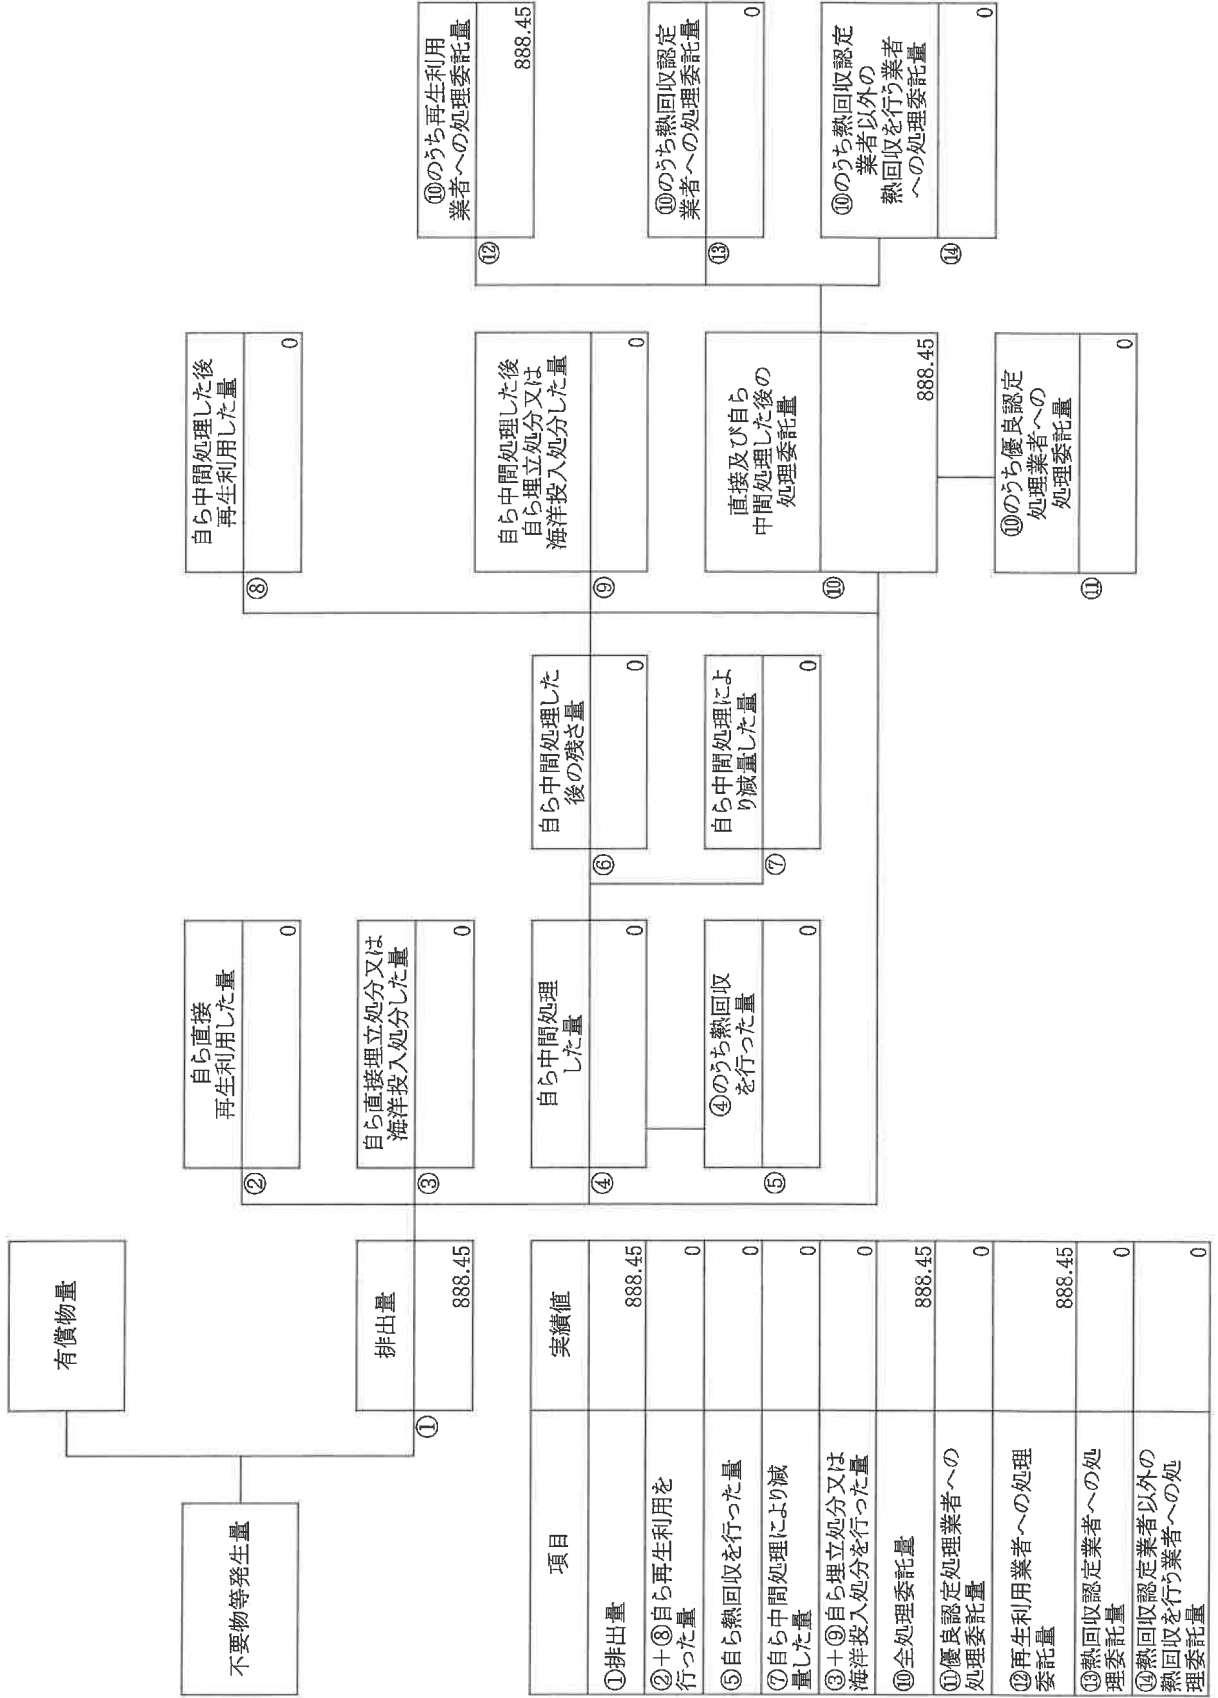 有償物量
不要物等発生量
排出量
①
888.45
自ら直接
再生利用した量
②
0
自ら直接埋立処分又は
海洋投入処分した量
③
0
自ら中間処理
した量
④
0
④のうち熱回収
を行った量
⑤
0
自ら中間処理した
後の残さ量
⑥
0
自ら中間処理によ
り減量した量
⑦
0
自ら中間処理した後
再生利用した量
⑧
0
自ら中間処理した後
自ら埋立処分又は
海洋投入処分した量
⑨
0
直接及び自ら
中間処理した後の
処理委託量
⑩
888.45
⑩のうち優良認定
処理業者への
処理委託量
⑪
0
⑩のうち再生利用
業者への処理委託量
⑫
888.45
⑩のうち熱回収認定
業者への処理委託量
⑬
0
⑩のうち熱回収認定
業者以外の
熱回収を行う業者
への処理委託量
⑭
0
項目 実績値
①排出量 888.45
②+⑧自ら再生利用を
行った量 0
⑤自ら熱回収を行った量 0
⑦自ら中間処理により減
量した量 0
③+⑨自ら埋立処分又は
海洋投入処分を行った量 0
⑩全処理委託量 888.45
⑪優良認定処理業者への
処理委託量 0
⑫再生利用業者への処理
委託量 888.45
⑬熱回収認定業者への処
理委託量 0
⑭熱回収認定業者以外の
熱回収を行う業者への処
理委託量 0